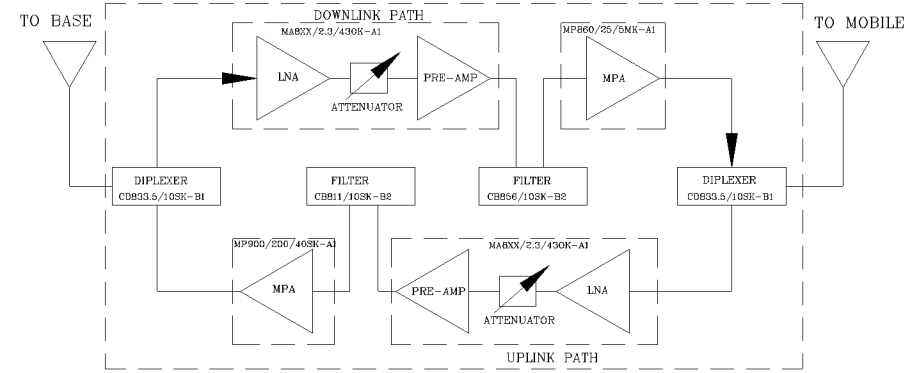 TO BASE
DOWNLINK PATH
TO MOBILE
MA8XX/2.3/430K-A1
MP860/25/5MK-A1
LNA
PRE-AMP
MPA
ATTENUATOR
DIPLEXER
CD833.5/10SK-B1
FILTER
CB811/10SK-B2
FILTER
CB856/10SK-B2
DIPLEXER
CD833.5/10SK-B1
MP900/200/40SK-A1
MA8XX/2.3/430K-A1
MPA
PRE-AMP
LNA
ATTENUATOR
UPLINK PATH